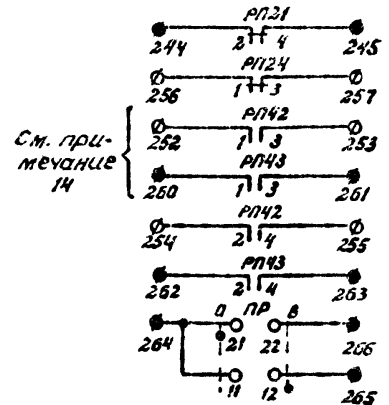 РП21
244 2 4 245
РП24
256 1 3 257
РП42
252 1 3 253
См. при-
мечание
14
РП43
260 1 3 261
РП42
254 2 4 255
РП43
262 2 4 263
а ПР в
264 21 22 266
11 12 265